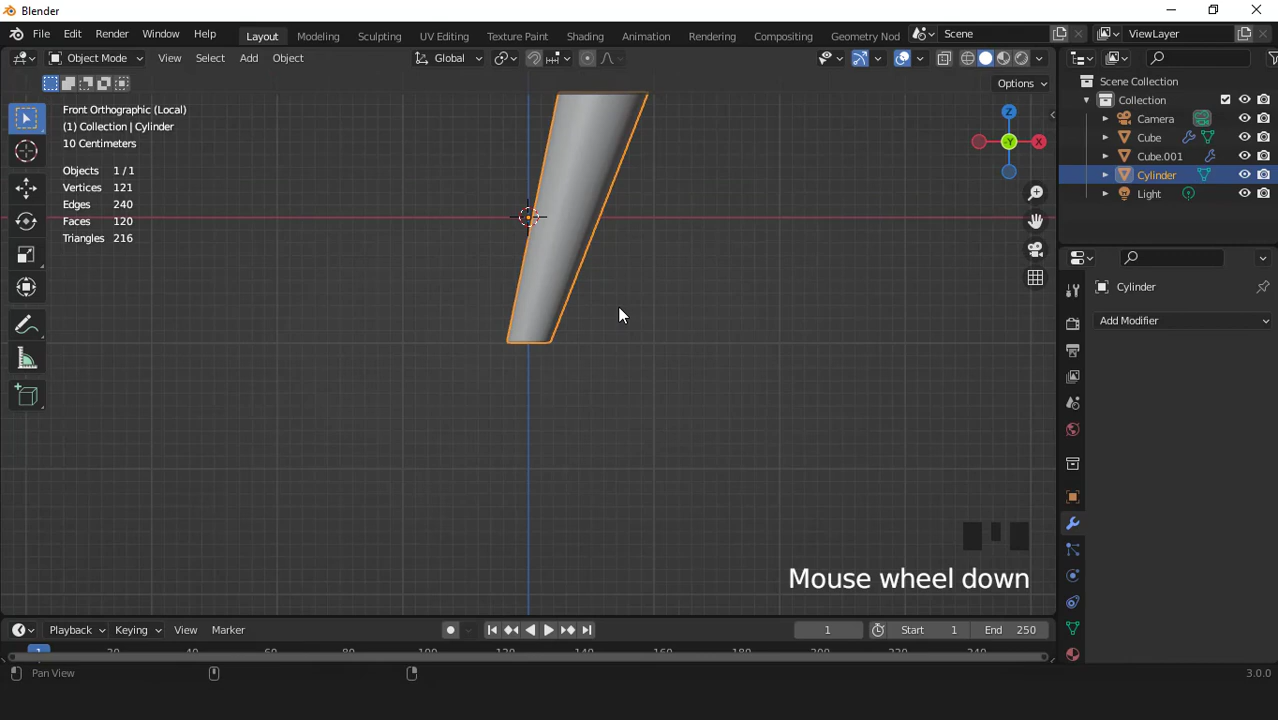 Blender
File Edit Render Window Help Layout Modeling Sculpting UV Editing Texture Paint Shading Animation Rendering Compositing Geometry Nod Scene ViewLayer
Object Mode View Select Add Object Global
Options
Front Orthographic (Local)
(1) Collection | Cylinder
10 Centimeters
Objects 1 / 1
Vertices 121
Edges 240
Faces 120
Triangles 216
Z
X
-Y
Scene Collection
Collection
Camera
Cube
Cube.001
Cylinder
Light
Cylinder
Add Modifier
Mouse wheel down
Playback Keying View Marker 1 Start 1 End 250
Pan View 3.0.0